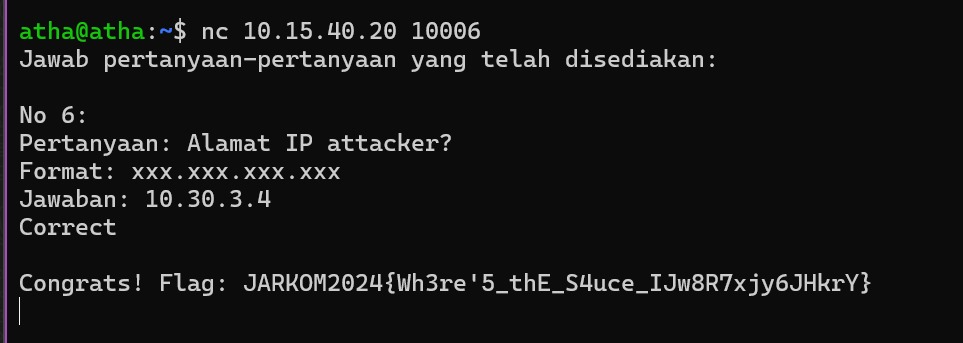 atha@atha:~$ nc 10.15.40.20 10006
Jawab pertanyaan-pertanyaan yang telah disediakan:
No 6:
Pertanyaan: Alamat IP attacker?
Format: xxx.xxx.xxx.xxx
Jawaban: 10.30.3.4
Correct
Congrats! Flag: JARKOM2024{Wh3re'5_thE_S4uce_IJw8R7xjy6JHkrY}